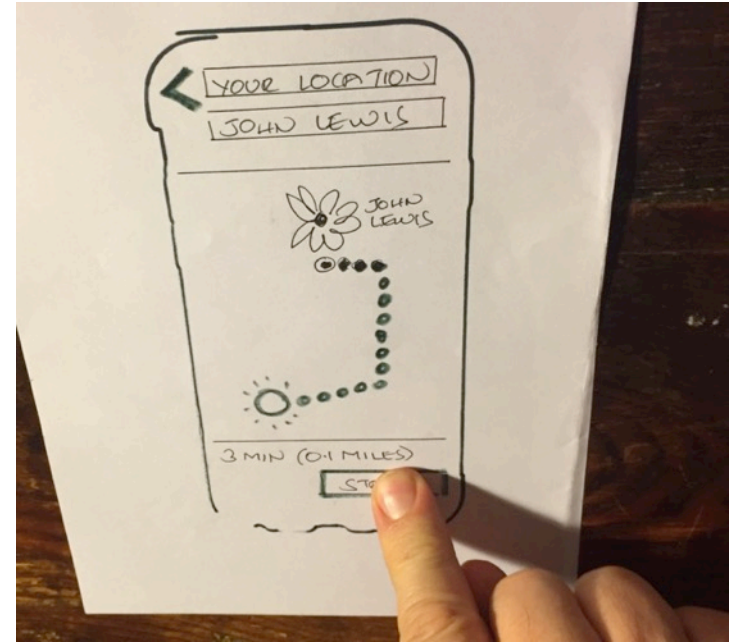 YOUR LOCATION
JOHN LEWIS
JOHN
LEWIS
3 MIN (0.1 MILES)